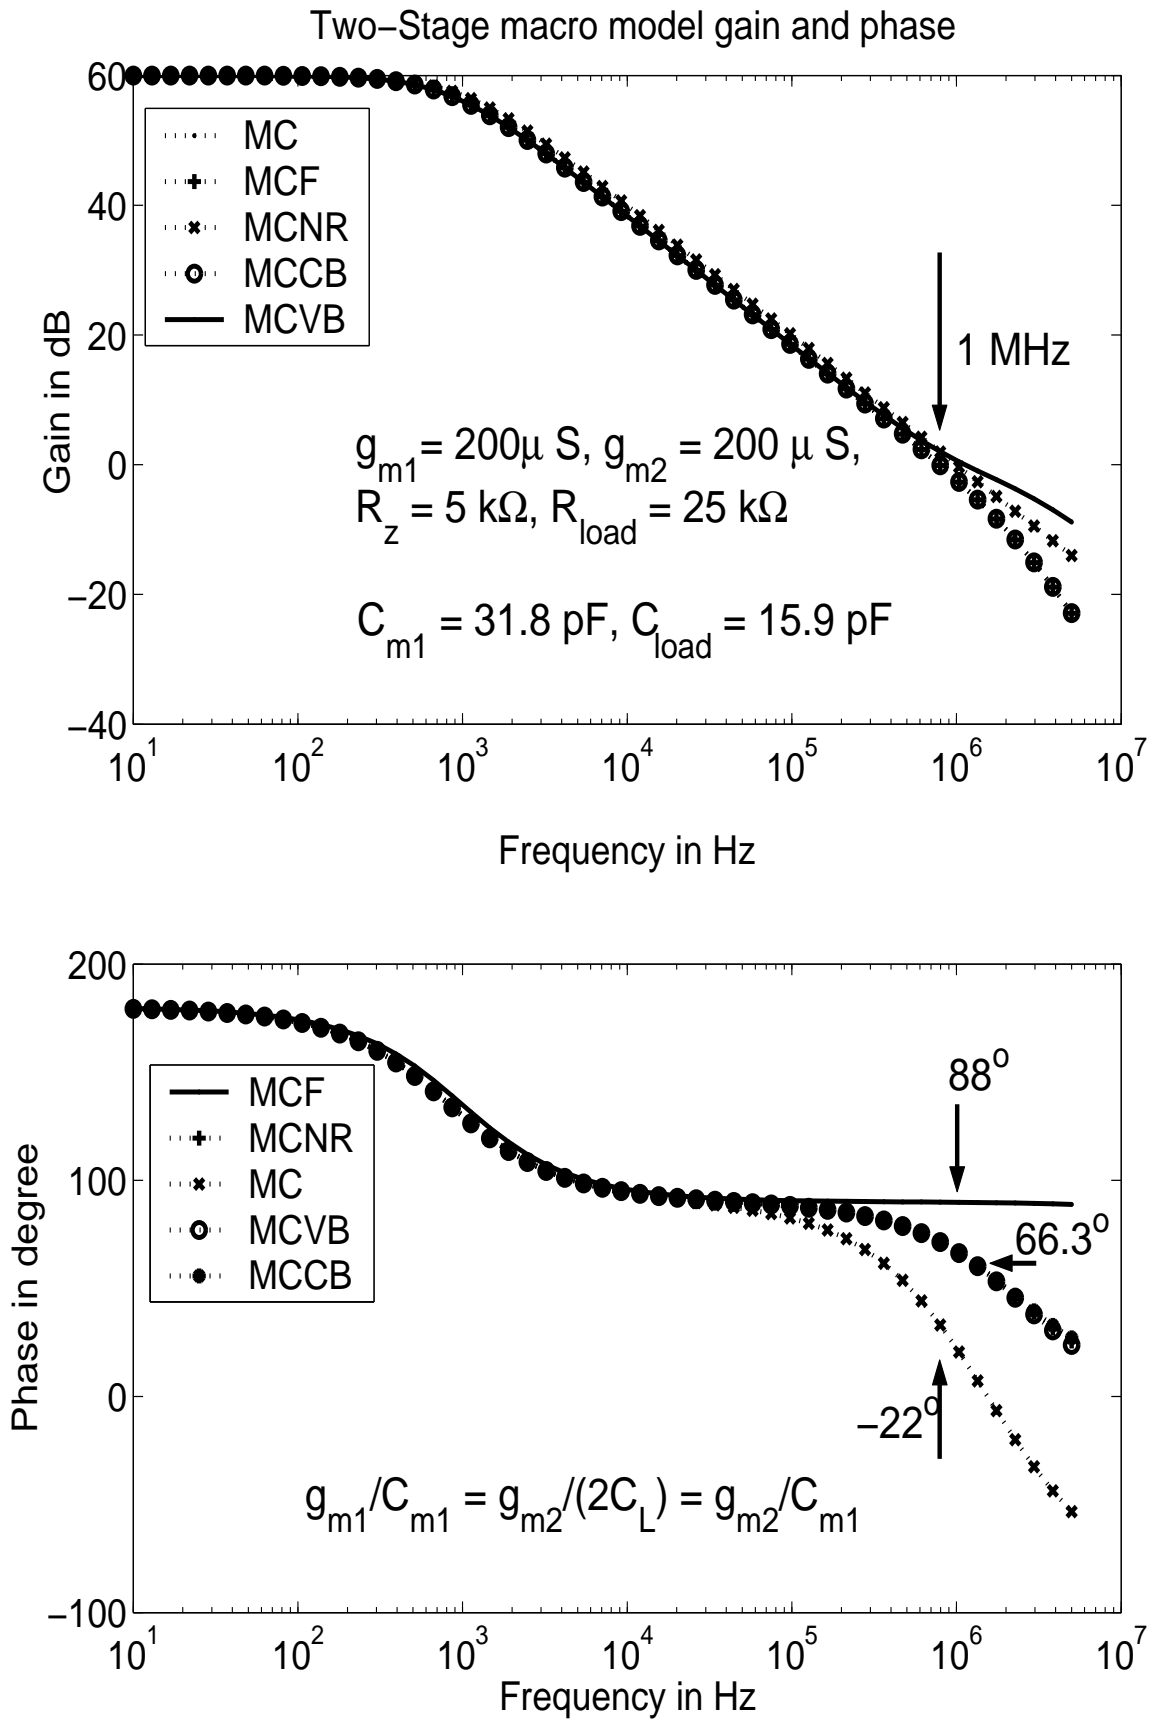 Two−Stage macro model gain and phase
60
40
20
0
−20
−40
Gain in dB
MC
MCF
MCNR
MCCB
MCVB
1 MHz
g_m1 = 200μ S, g_m2 = 200 μ S,
R_z = 5 kΩ, R_load = 25 kΩ
C_m1 = 31.8 pF, C_load = 15.9 pF
10^1 10^2 10^3 10^4 10^5 10^6 10^7
Frequency in Hz
200
100
0
−100
Phase in degree
MCF
MCNR
MC
MCVB
MCCB
88^o
66.3^o
−22^o
g_m1/C_m1 = g_m2/(2C_L) = g_m2/C_m1
10^1 10^2 10^3 10^4 10^5 10^6 10^7
Frequency in Hz